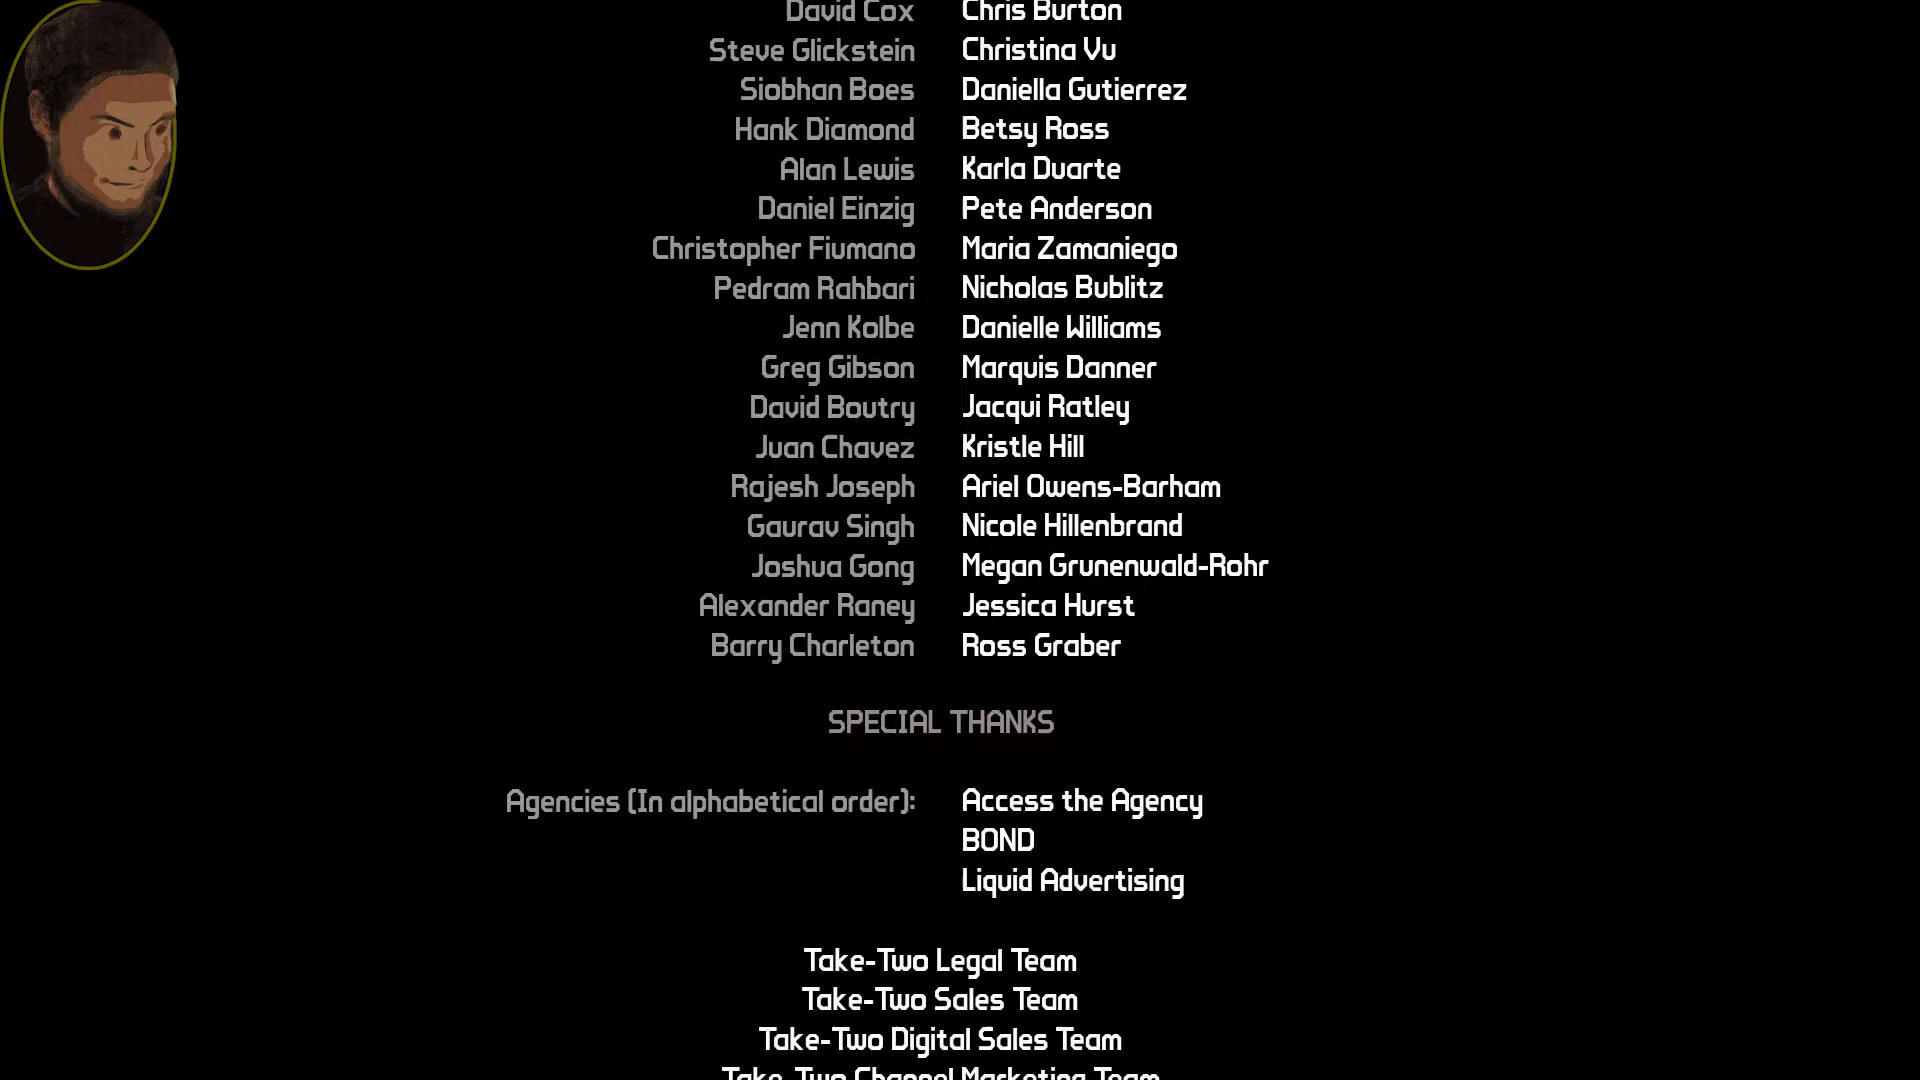 David Cox Chris Burton
Steve Glickstein Christina Vu
Siobhan Boes Daniella Gutierrez
Hank Diamond Betsy Ross
Alan Lewis Karla Duarte
Daniel Einzig Pete Anderson
Christopher Fiumano Maria Zamaniego
Pedram Rahbari Nicholas Bublitz
Jenn Kolbe Danielle Williams
Greg Gibson Marquis Danner
David Boutry Jacqui Ratley
Juan Chavez Kristle Hill
Rajesh Joseph Ariel Owens-Barham
Gaurav Singh Nicole Hillenbrand
Joshua Gong Megan Grunenwald-Rohr
Alexander Raney Jessica Hurst
Barry Charleton Ross Graber
SPECIAL THANKS
Agencies (In alphabetical order): Access the Agency
BOND
Liquid Advertising
Take-Two Legal Team
Take-Two Sales Team
Take-Two Digital Sales Team
Take-Two Channel Marketing Team